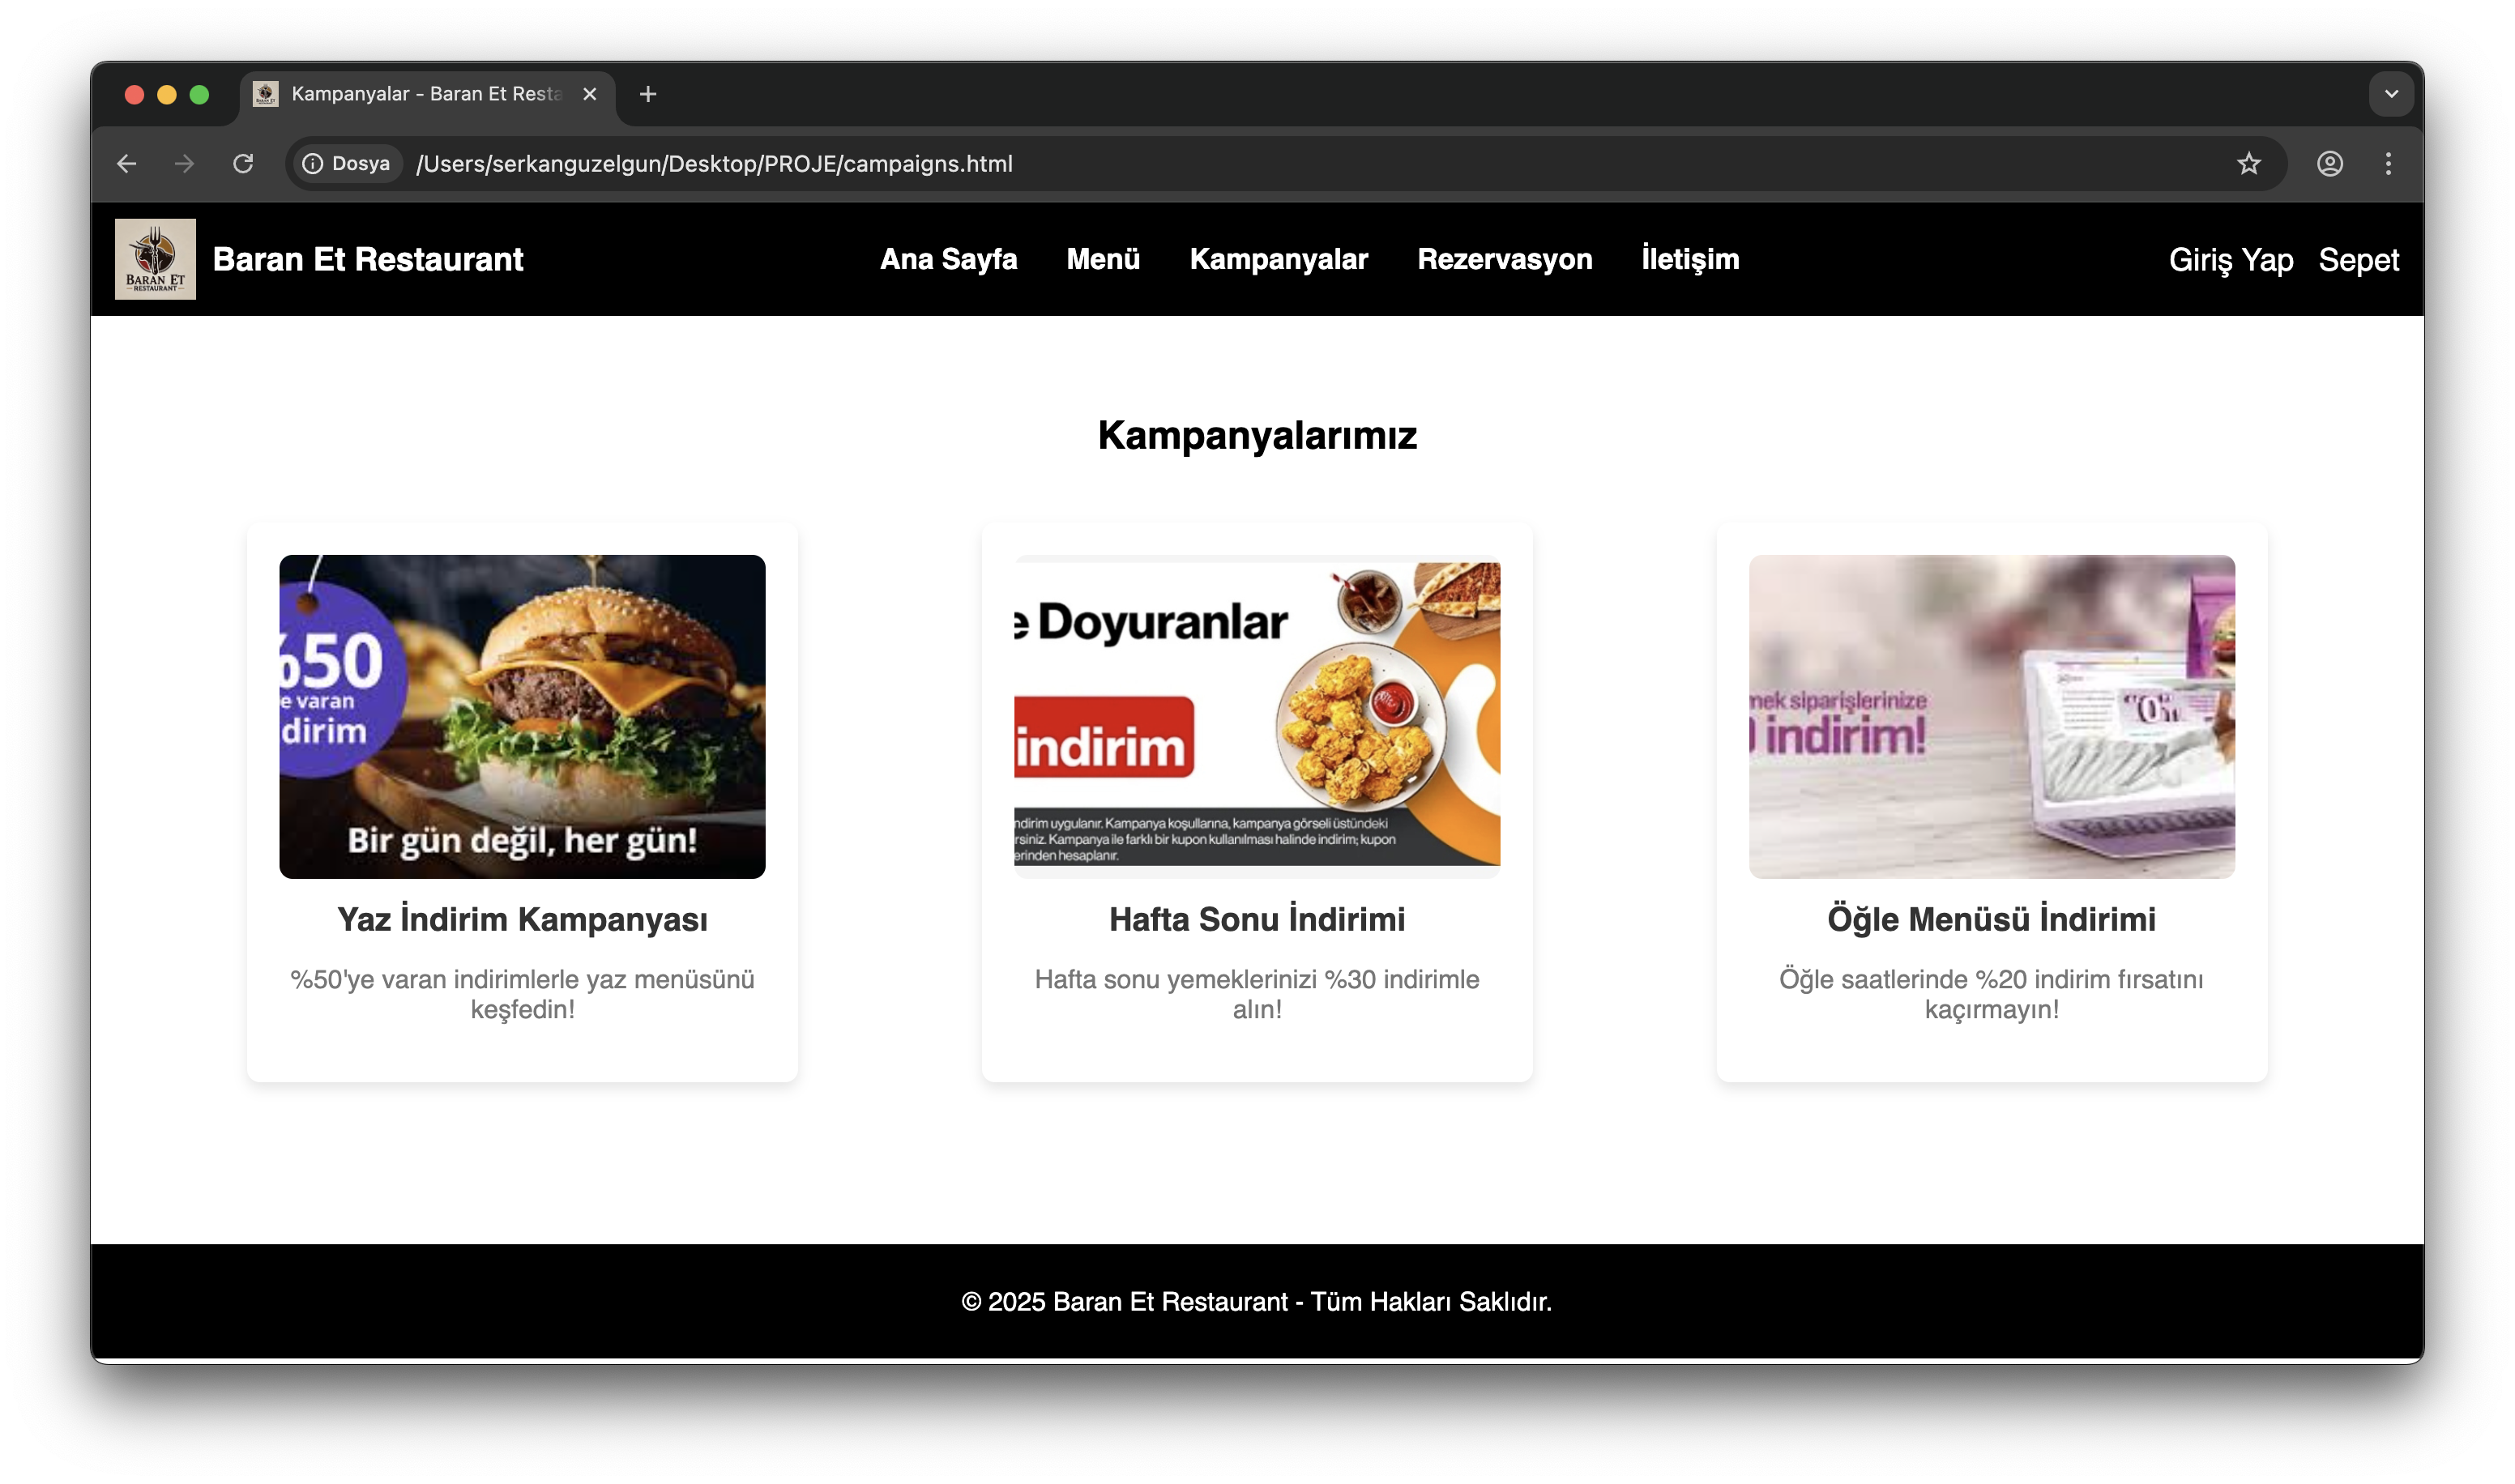 Kampanyalar - Baran Et Resta
Dosya /Users/serkanguzelgun/Desktop/PROJE/campaigns.html
BARAN ET
RESTAURANT
Baran Et Restaurant
Ana Sayfa Menü Kampanyalar Rezervasyon İletişim
Giriş Yap Sepet
Kampanyalarımız
%50
e varan
dirim
Bir gün değil, her gün!
Yaz İndirim Kampanyası
%50'ye varan indirimlerle yaz menüsünü
keşfedin!
e Doyuranlar
indirim
ndirim uygulanır. Kampanya koşullarına, kampanya görseli üstündeki
rsiniz. Kampanya ile farklı bir kupon kullanılması halinde indirim; kupon
erinden hesaplanır.
Hafta Sonu İndirimi
Hafta sonu yemeklerinizi %30 indirimle
alın!
mek siparişlerinize
indirim!
Öğle Menüsü İndirimi
Öğle saatlerinde %20 indirim fırsatını
kaçırmayın!
© 2025 Baran Et Restaurant - Tüm Hakları Saklıdır.